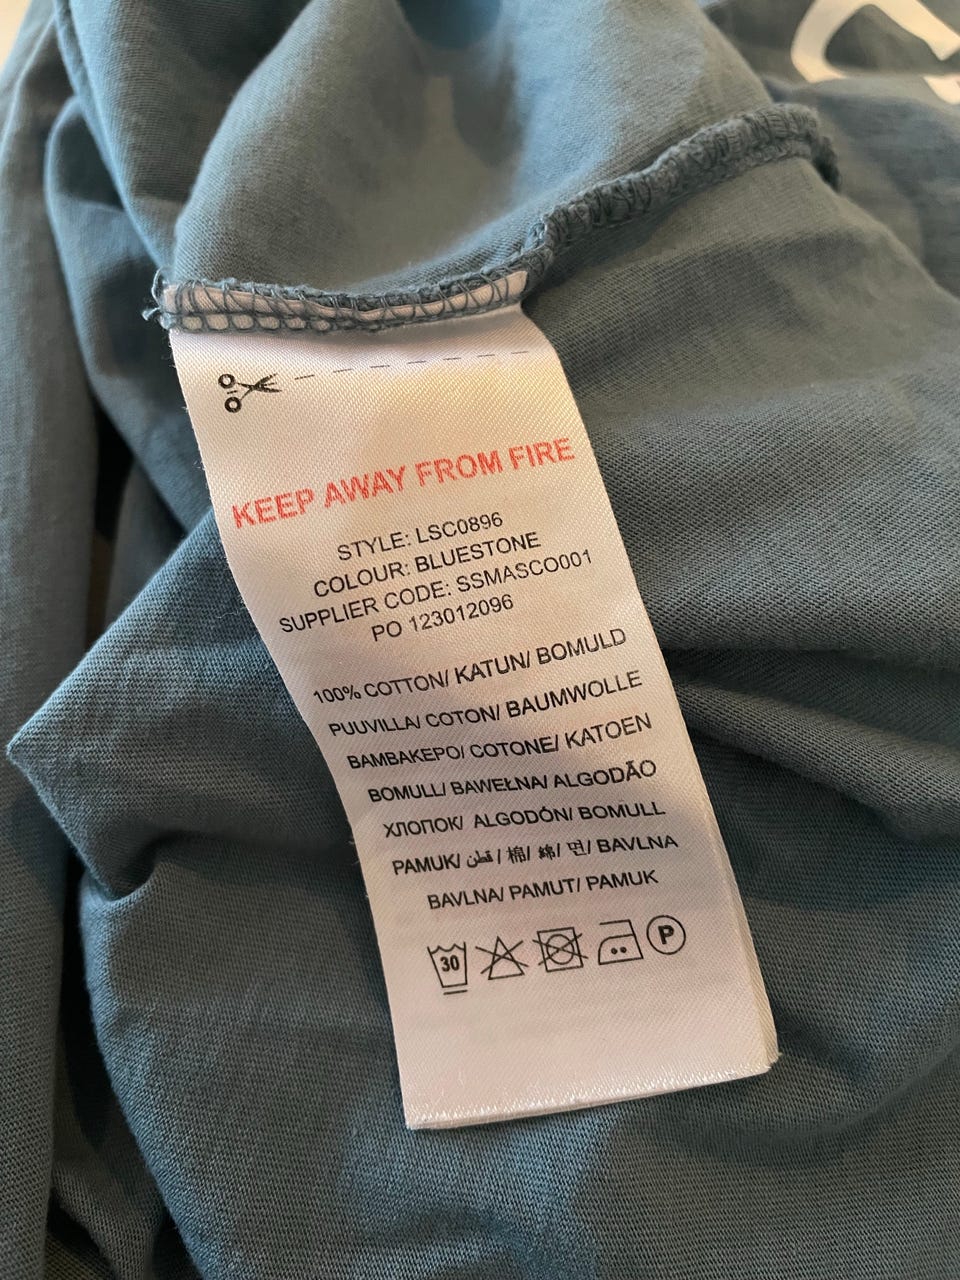 KEEP AWAY FROM FIRE
STYLE: LSC0896
COLOUR: BLUESTONE
SUPPLIER CODE: SSMASCO001
PO 123012096
100% COTTON/ KATUN/ BOMULD
PUUVILLA/ COTON/ BAUMWOLLE
ΒΑΜΒΑΚΕΡΟ/ COTONE/ KATOEN
BOMULL/ BAWEŁNA/ ALGODÃO
ХЛОПОК/ ALGODÓN/ BOMULL
PAMUK/ قطن / 棉/ 綿/ 면/ BAVLNA
BAVLNA/ PAMUT/ PAMUK
30
P